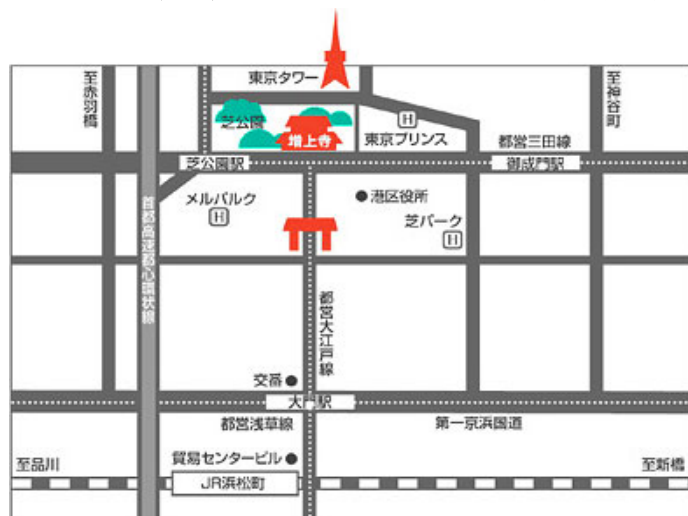 東京タワー
至赤羽橋
至神谷町
芝公園
増上寺
H
東京プリンス
都営三田線
芝公園駅
御成門駅
メルパルク
H
港区役所
芝パーク
H
首都高速都心環状線
都営大江戸線
交番
大門駅
都営浅草線
第一京浜国道
至品川
貿易センタービル
至新橋
JR浜松町